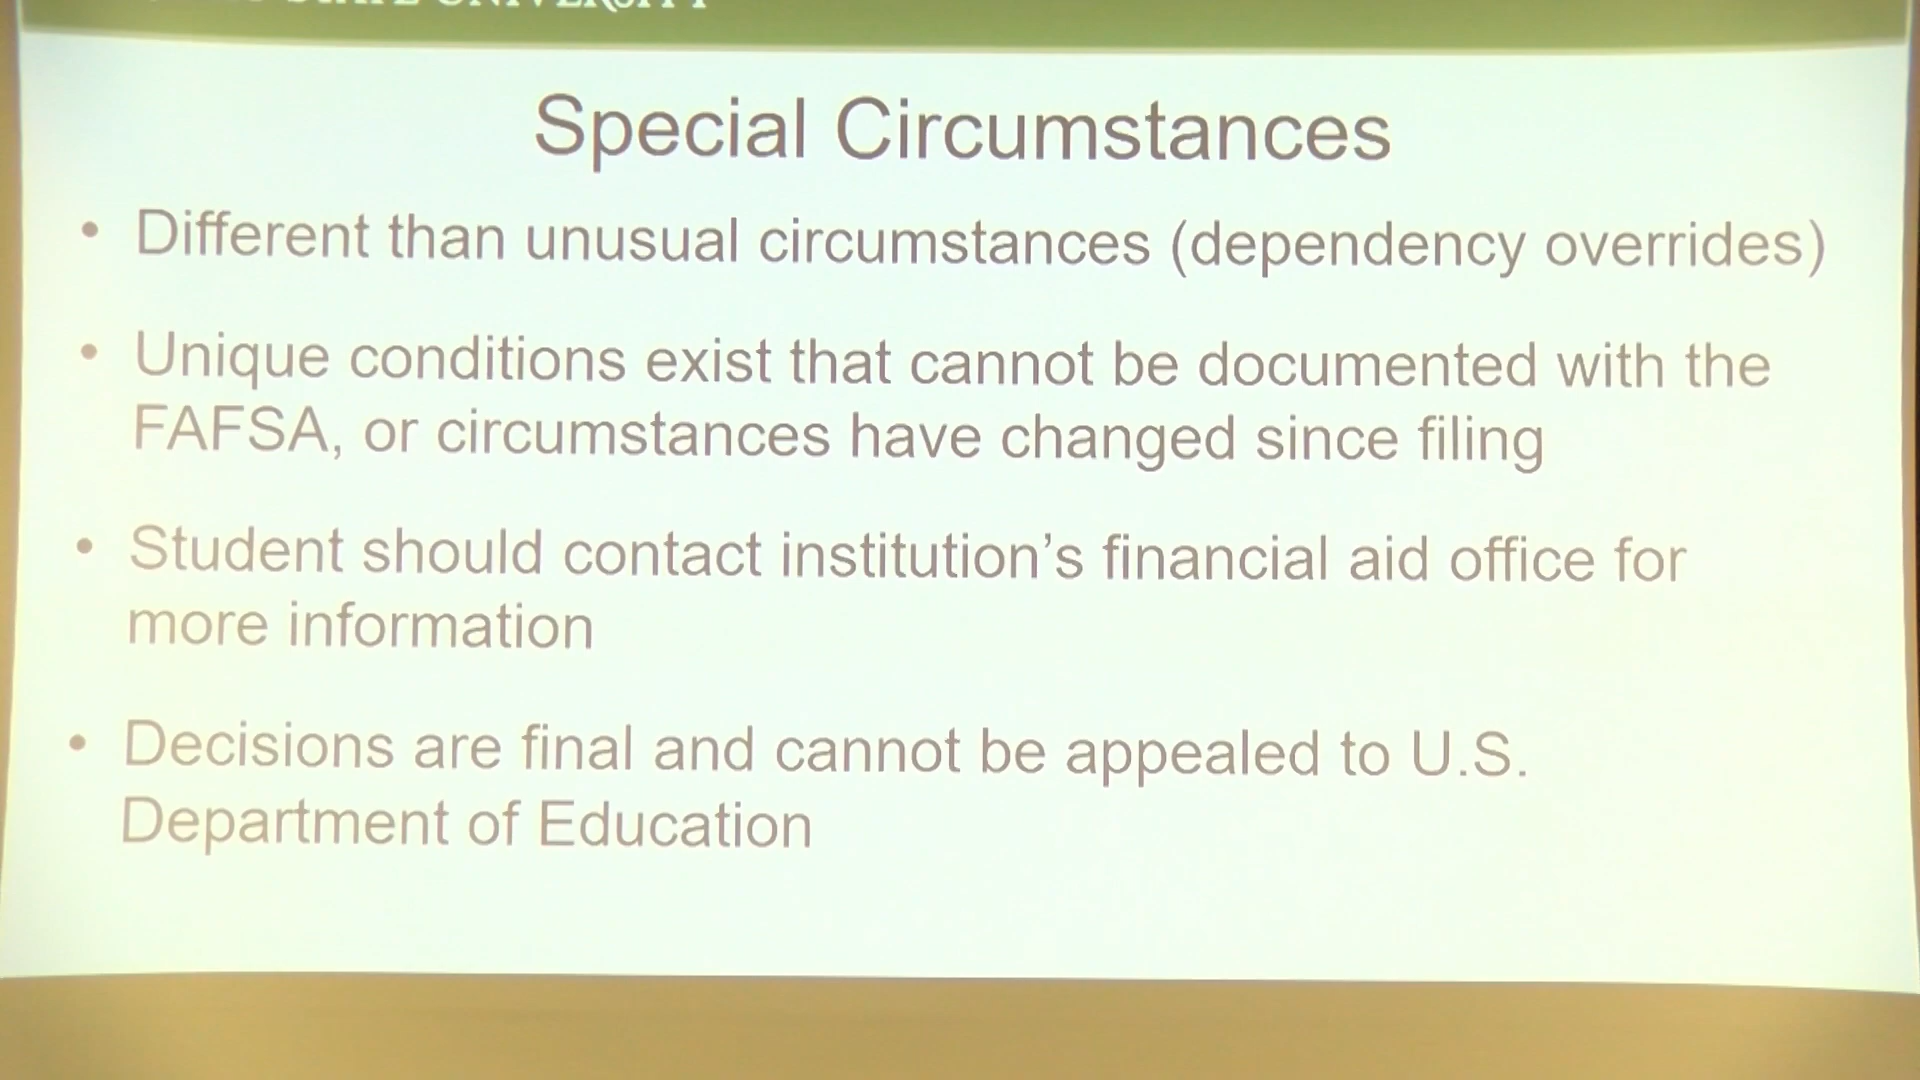 STATE UNIVERSITY
Special Circumstances
• Different than unusual circumstances (dependency overrides)
• Unique conditions exist that cannot be documented with the
FAFSA, or circumstances have changed since filing
• Student should contact institution’s financial aid office for
more information
• Decisions are final and cannot be appealed to U.S.
Department of Education